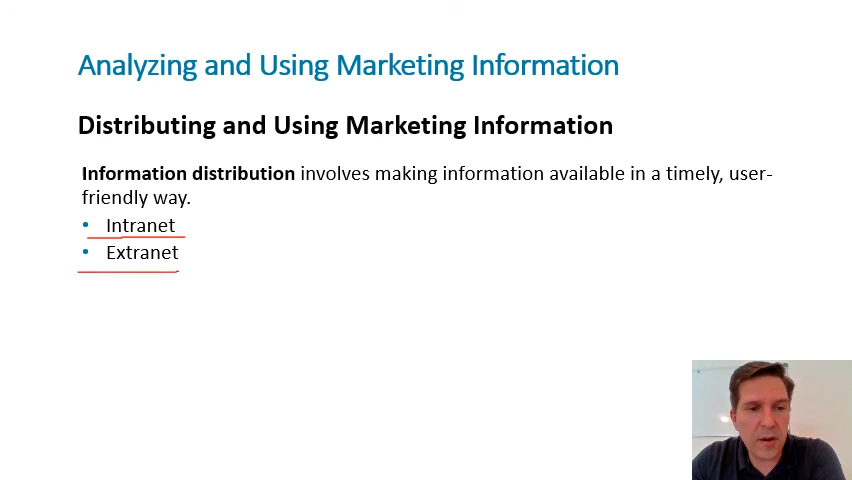 Analyzing and Using Marketing Information
Distributing and Using Marketing Information
Information distribution involves making information available in a timely, user-
friendly way.
• Intranet
• Extranet